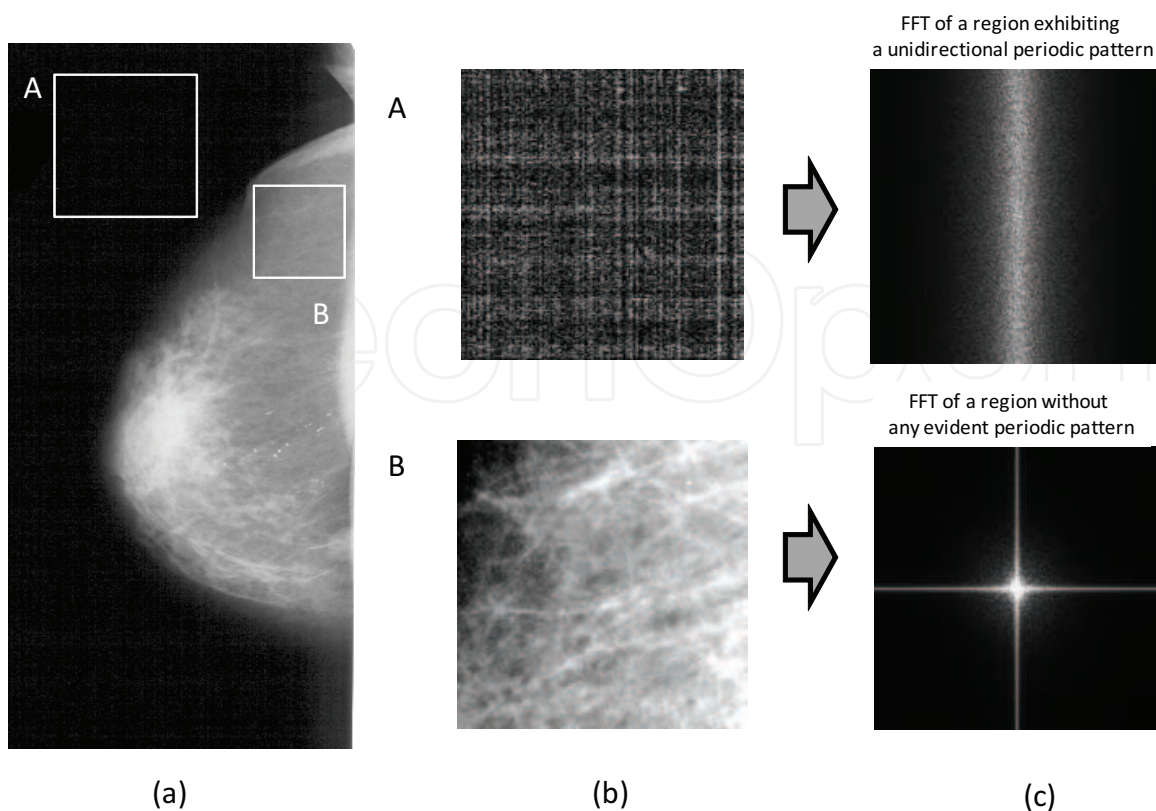 FFT of a region exhibiting
a unidirectional periodic pattern
A
A
B
FFT of a region without
any evident periodic pattern
B
(a)
(b)
(c)